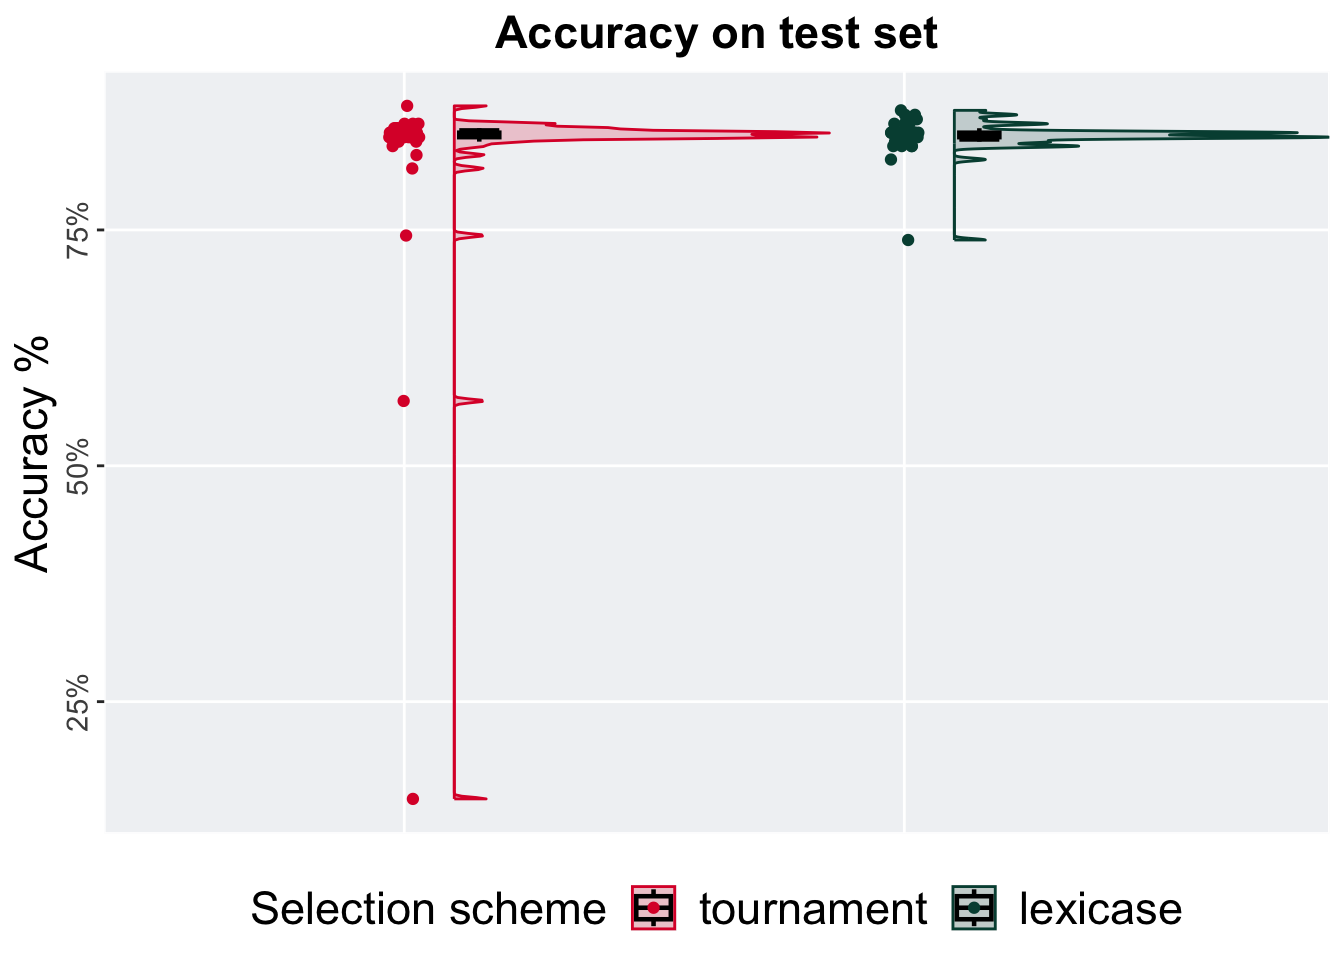 Accuracy on test set
Accuracy %
75%
50%
25%
Selection scheme tournament lexicase